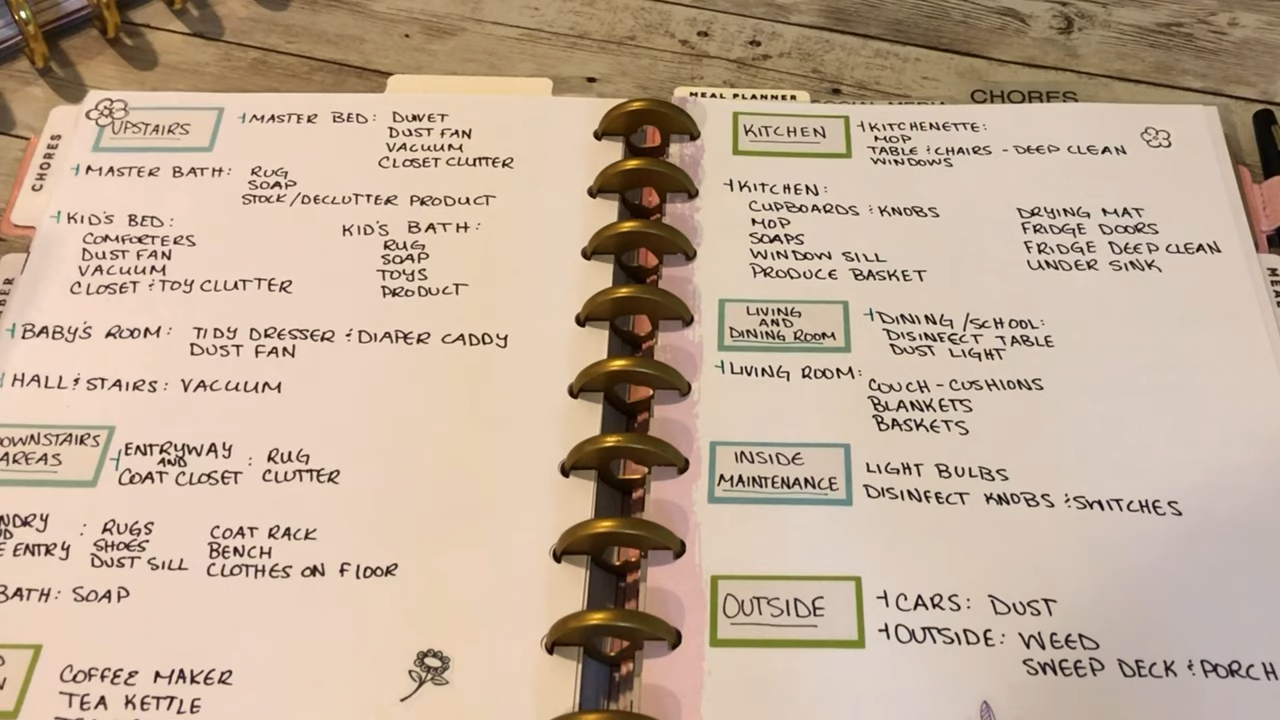 CHORES
UPSTAIRS
MASTER BED: DUVET
DUST FAN
VACUUM
CLOSET CLUTTER
MASTER BATH: RUG
SOAP
STOCK/DECLUTTER PRODUCT
KID'S BED:
COMFORTERS
DUST FAN
VACUUM
CLOSET & TOY CLUTTER
KID'S BATH:
RUG
SOAP
TOYS
PRODUCT
BABY'S ROOM: TIDY DRESSER & DIAPER CADDY
DUST FAN
HALL & STAIRS: VACUUM
OWNSTAIRS
AREAS
ENTRYWAY
AND
COAT CLOSET
: RUG
CLUTTER
NDRY
D
E ENTRY
: RUGS
SHOES
DUST SILL
COAT RACK
BENCH
CLOTHES ON FLOOR
BATH: SOAP
COFFEE MAKER
TEA KETTLE
MEAL PLANNER
SOCIAL MEDIA
CHORES
KITCHEN
KITCHENETTE:
MOP
TABLE & CHAIRS - DEEP CLEAN
WINDOWS
KITCHEN:
CUPBOARDS & KNOBS
MOP
SOAPS
WINDOW SILL
PRODUCE BASKET
DRYING MAT
FRIDGE DOORS
FRIDGE DEEP CLEAN
UNDER SINK
LIVING
AND
DINING ROOM
DINING/SCHOOL:
DISINFECT TABLE
DUST LIGHT
LIVING ROOM:
COUCH - CUSHIONS
BLANKETS
BASKETS
INSIDE
MAINTENANCE
LIGHT BULBS
DISINFECT KNOBS & SWITCHES
OUTSIDE
CARS: DUST
OUTSIDE: WEED
SWEEP DECK & PORCH